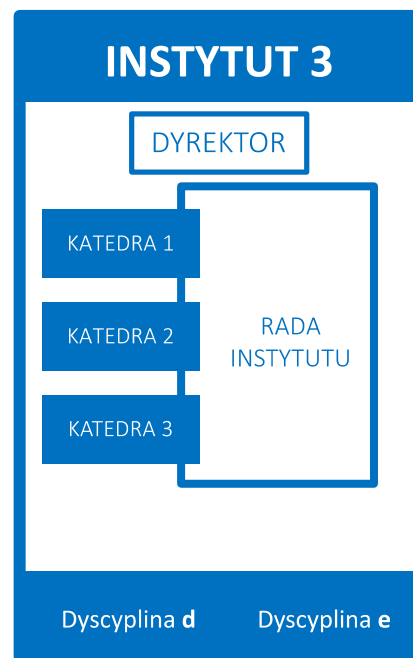 INSTYTUT 3
DYREKTOR
KATEDRA 1
KATEDRA 2
KATEDRA 3
RADA
INSTYTUTU
Dyscyplina d
Dyscyplina e